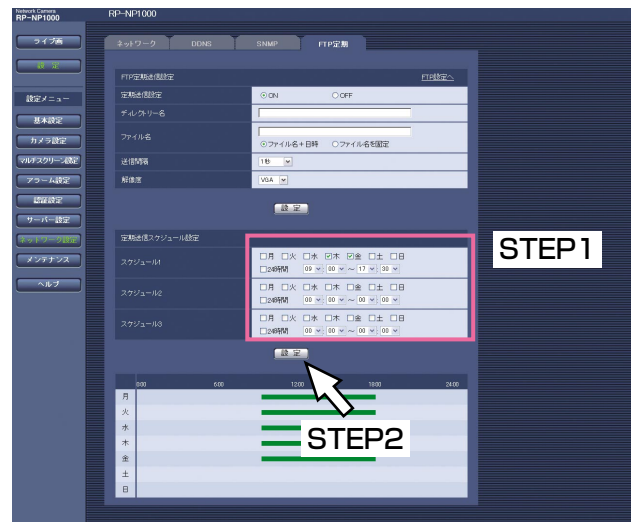 Network Camera
RP-NP1000 RP-NP1000
ライブ画
設 定
ネットワーク DDNS SNMP FTP定期
FTP定期送信設定 FTP設定へ
定期送信設定 ON OFF
ディレクトリー名
ファイル名
ファイル名+日時 ファイル名を固定
送信間隔 1秒
解像度 VGA
設 定
設定メニュー
基本設定
カメラ設定
マルチスクリーン設定
アラーム設定
認証設定
サーバー設定
ネットワーク設定
メンテナンス
ヘルプ
定期送信スケジュール設定
スケジュール1 月 火 水 木 金 土 日
24時間 09 00 ~ 17 30
スケジュール2 月 火 水 木 金 土 日
24時間 00 00 ~ 00 00
スケジュール3 月 火 水 木 金 土 日
24時間 00 00 ~ 00 00
STEP1
設 定
STEP2
0:00 6:00 12:00 18:00 24:00
月
火
水
木
金
土
日